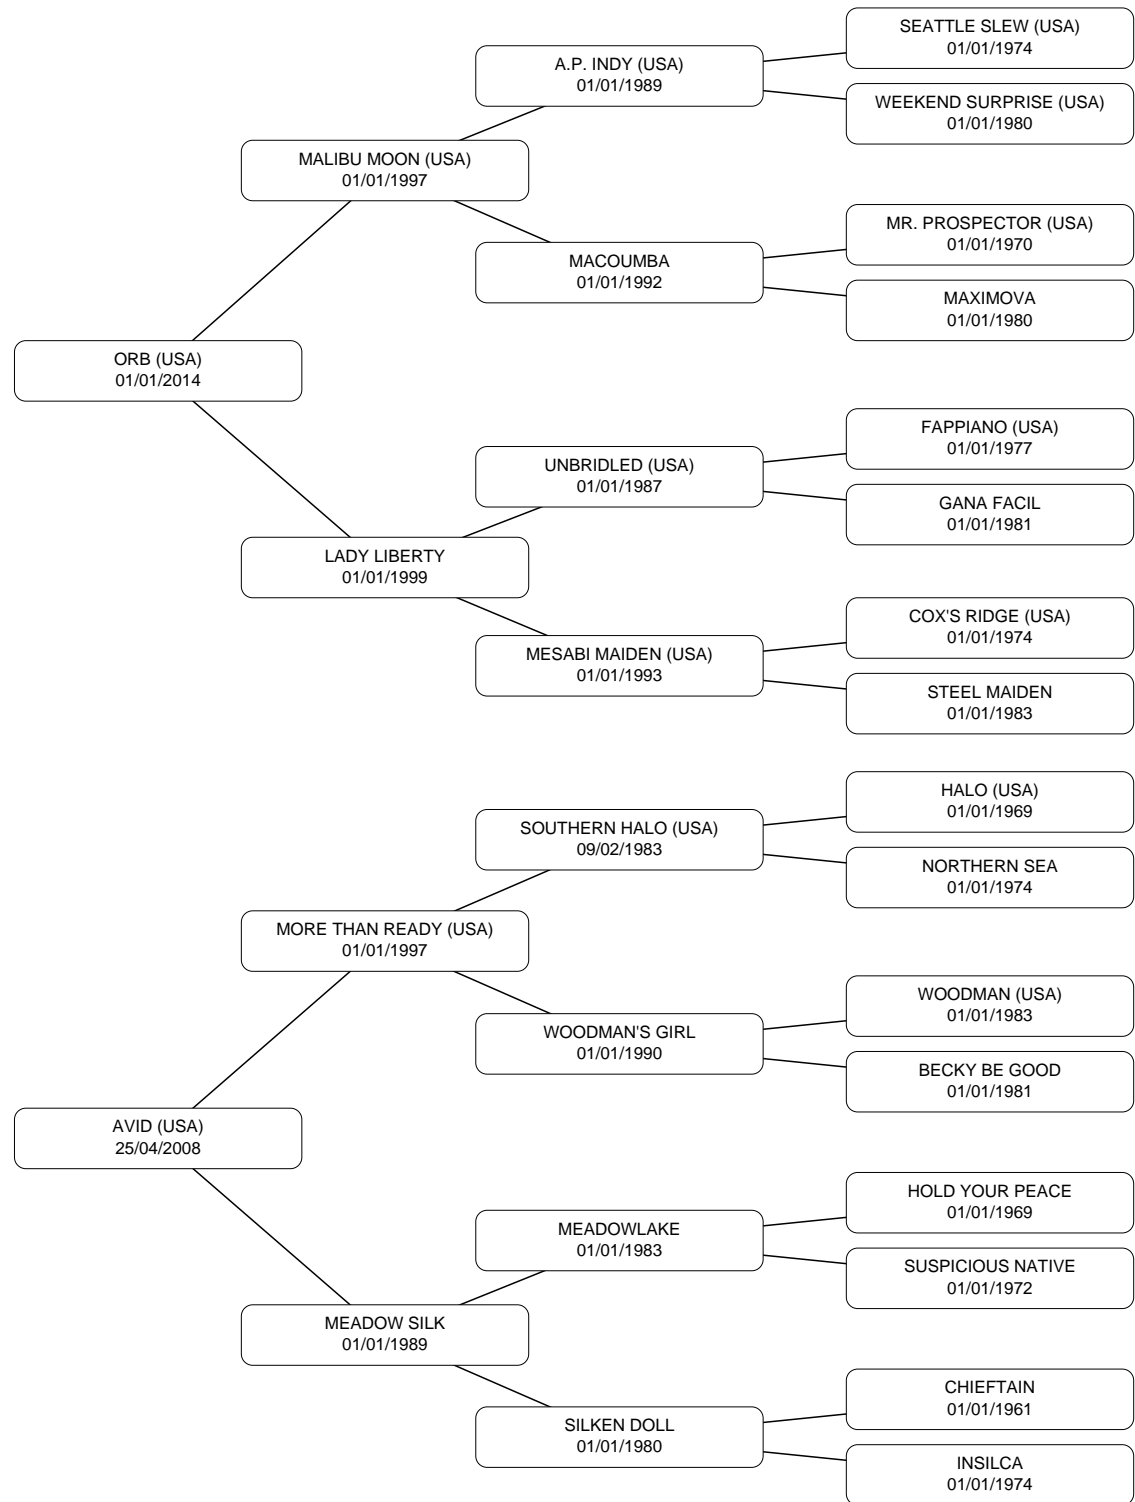 SEATTLE SLEW (USA)
01/01/1974
A.P. INDY (USA)
01/01/1989
WEEKEND SURPRISE (USA)
01/01/1980
MALIBU MOON (USA)
01/01/1997
MR. PROSPECTOR (USA)
01/01/1970
MACOUMBA
01/01/1992
MAXIMOVA
01/01/1980
ORB (USA)
01/01/2014
FAPPIANO (USA)
01/01/1977
UNBRIDLED (USA)
01/01/1987
GANA FACIL
01/01/1981
LADY LIBERTY
01/01/1999
COX'S RIDGE (USA)
01/01/1974
MESABI MAIDEN (USA)
01/01/1993
STEEL MAIDEN
01/01/1983
HALO (USA)
01/01/1969
SOUTHERN HALO (USA)
09/02/1983
NORTHERN SEA
01/01/1974
MORE THAN READY (USA)
01/01/1997
WOODMAN (USA)
01/01/1983
WOODMAN'S GIRL
01/01/1990
BECKY BE GOOD
01/01/1981
AVID (USA)
25/04/2008
HOLD YOUR PEACE
01/01/1969
MEADOWLAKE
01/01/1983
SUSPICIOUS NATIVE
01/01/1972
MEADOW SILK
01/01/1989
CHIEFTAIN
01/01/1961
SILKEN DOLL
01/01/1980
INSILCA
01/01/1974